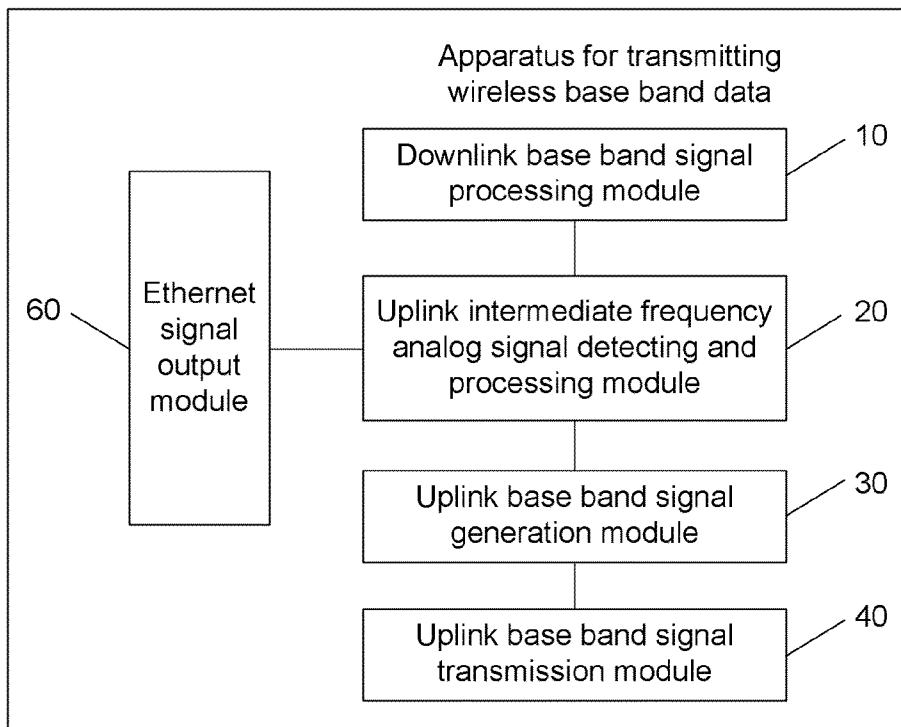 Apparatus for transmitting
wireless base band data
10
Downlink base band signal
processing module
60
Ethernet
signal
output
module
Uplink intermediate frequency
analog signal detecting and
processing module
20
Uplink base band signal
generation module
30
Uplink base band signal
transmission module
40